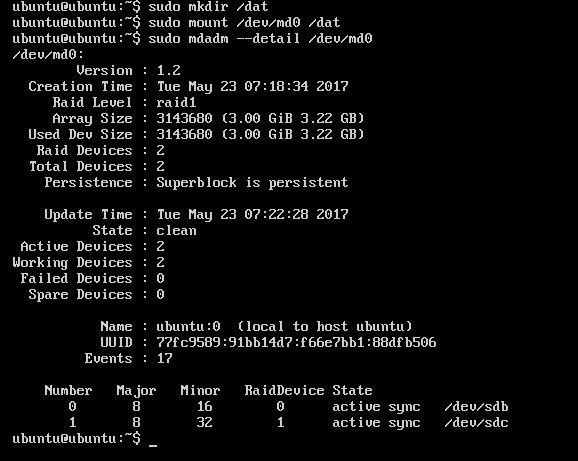 ubuntu@ubuntu:~$ sudo mkdir /dat
ubuntu@ubuntu:~$ sudo mount /dev/md0 /dat
ubuntu@ubuntu:~$ sudo mdadm --detail /dev/md0
/dev/md0:
Version : 1.2
Creation Time : Tue May 23 07:18:34 2017
Raid Level : raid1
Array Size : 3143680 (3.00 GiB 3.22 GB)
Used Dev Size : 3143680 (3.00 GiB 3.22 GB)
Raid Devices : 2
Total Devices : 2
Persistence : Superblock is persistent
Update Time : Tue May 23 07:22:28 2017
State : clean
Active Devices : 2
Working Devices : 2
Failed Devices : 0
Spare Devices : 0
Name : ubuntu:0 (local to host ubuntu)
UUID : 77fc9589:91bb14d7:f66e7bb1:88dfb506
Events : 17
Number Major Minor RaidDevice State
0 8 16 0 active sync /dev/sdb
1 8 32 1 active sync /dev/sdc
ubuntu@ubuntu:~$ _